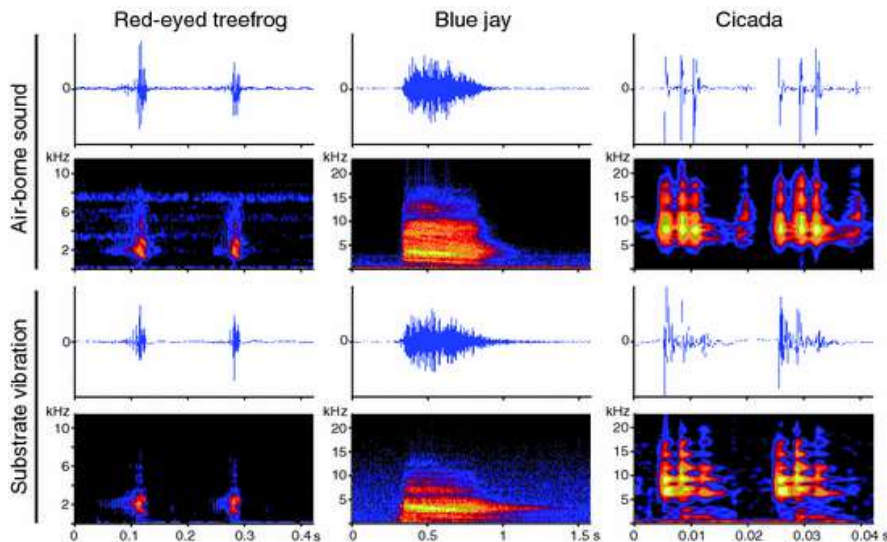 Red-eyed treefrog Blue jay Cicada
Air-borne sound
0 0 0
kHz kHz kHz
10 20 20
6 15 15
10 10
2 5 5
Substrate vibration
0 0 0
kHz kHz kHz
10 20 20
6 15 15
10 10
2 5 5
0 0.1 0.2 0.3 0.4 s 0 0.5 1.0 1.5 s 0 0.01 0.02 0.03 0.04 s